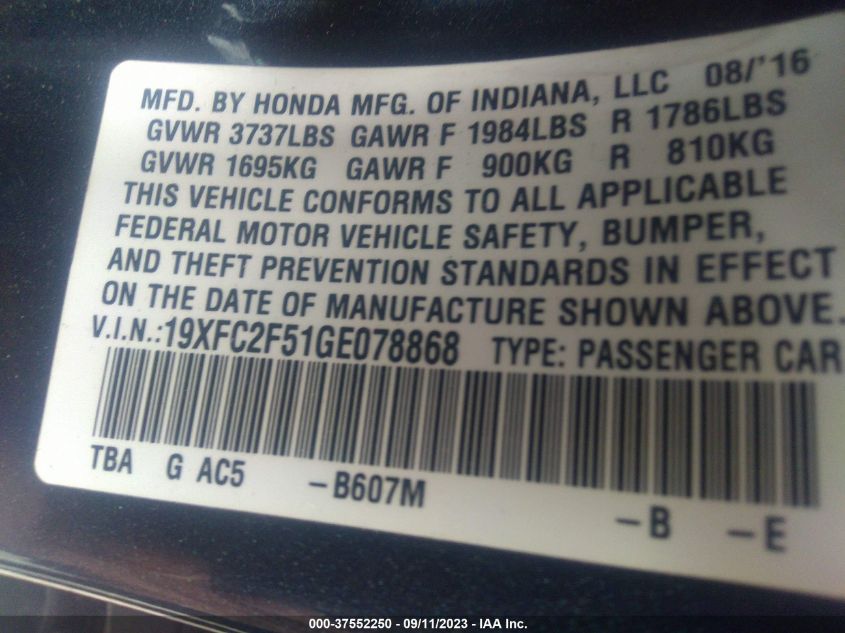 MFD. BY HONDA MFG. OF INDIANA, LLC 08/'16
GVWR 3737LBS GAWR F 1984LBS R 1786LBS
GVWR 1695KG GAWR F 900KG R 810KG
THIS VEHICLE CONFORMS TO ALL APPLICABLE
FEDERAL MOTOR VEHICLE SAFETY, BUMPER,
AND THEFT PREVENTION STANDARDS IN EFFECT
ON THE DATE OF MANUFACTURE SHOWN ABOVE.
V.I.N.:19XFC2F51GE078868 TYPE: PASSENGER CAR
TBA G AC5 -B607M -B -E
000-37552250 - 09/11/2023 - IAA Inc.